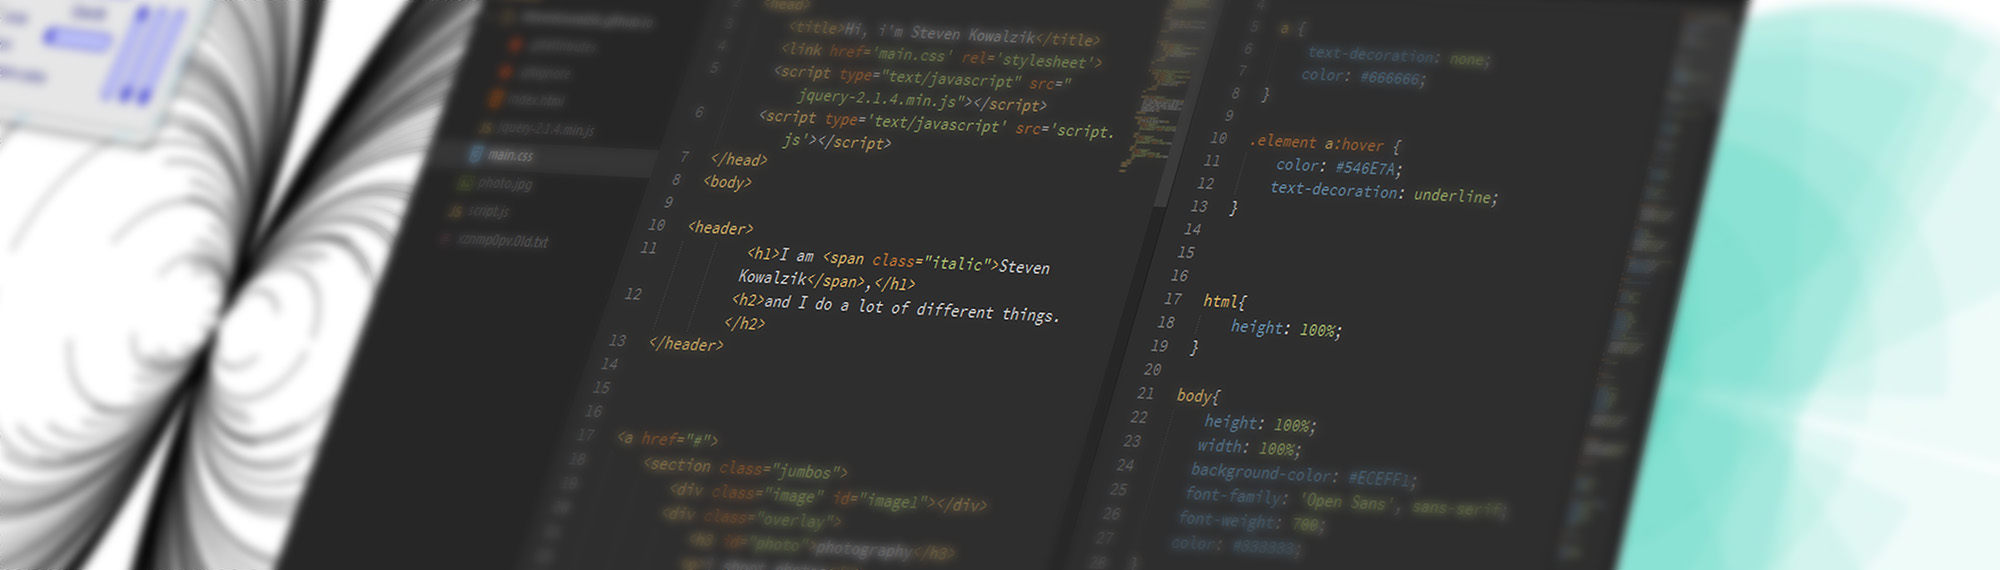 index.html
jquery-2.1.4.min.js
main.css
photo.jpg
script.js
xznmp0py.0ld.txt
2 <head>
3 <title>Hi, i'm Steven Kowalzik</title>
4 <link href='main.css' rel='stylesheet'>
5 <script type="text/javascript" src="
jquery-2.1.4.min.js"></script>
6 <script type='text/javascript' src='script.
js'></script>
7 </head>
8 <body>
9
10 <header>
11 <h1>I am <span class="italic">Steven
Kowalzik</span>,</h1>
12 <h2>and I do a lot of different things.
</h2>
13 </header>
14
15
16
17 <a href="#">
18 <section class="jumbos">
19 <div class="image" id="image1"></div>
20 <div class="overlay">
<h3 id="photo">photography</h3>
4
5 a {
6 text-decoration: none;
7 color: #666666;
8 }
9
10 .element a:hover {
11 color: #546E7A;
12 text-decoration: underline;
13 }
14
15
16
17 html{
18 height: 100%;
19 }
20
21 body{
22 height: 100%;
23 width: 100%;
24 background-color: #ECEFF1;
25 font-family: 'Open Sans', sans-serif;
26 font-weight: 700;
27 color: #333333;
28 }